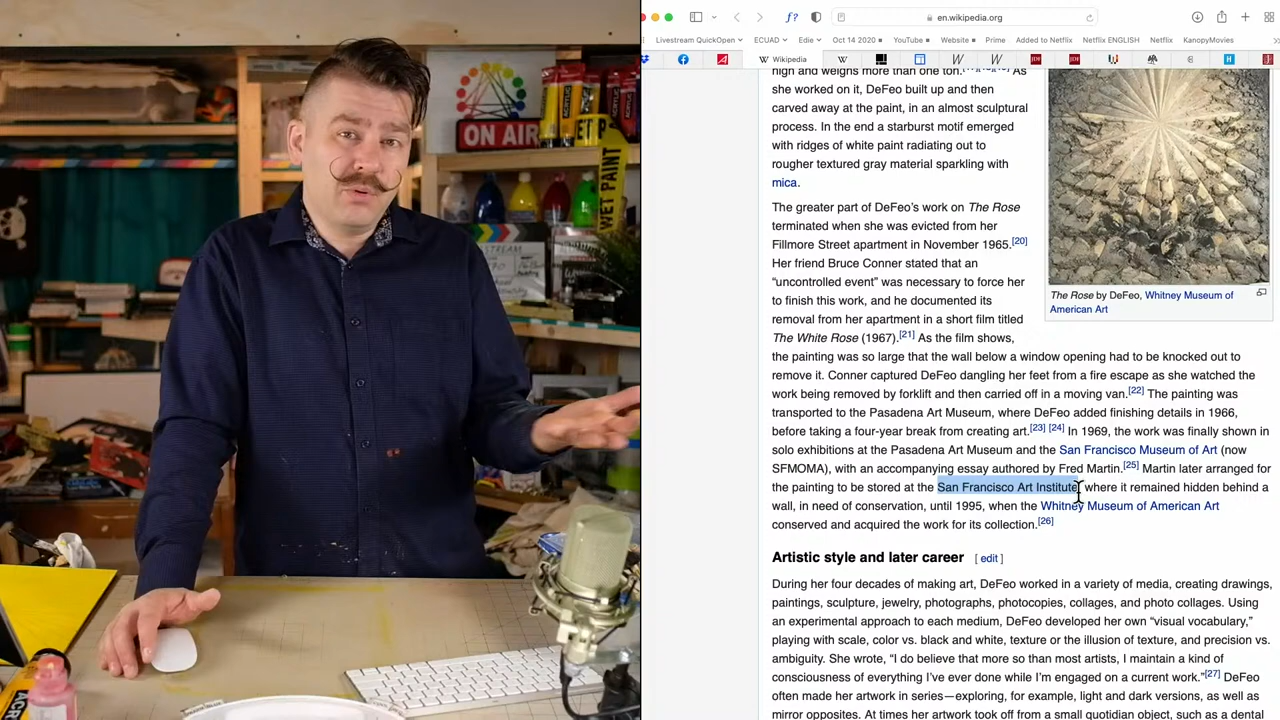 ON AIR
WET PAINT
WET P
ACRYLIC
en.wikipedia.org
Livestream QuickOpen
ECUAD
Edie
Oct 14 2020
YouTube
Website
Prime
Added to Netflix
Netflix ENGLISH
Netflix
KanopyMovies
Wikipedia
high and weighs more than one ton.
As
she worked on it, DeFeo built up and then
carved away at the paint, in an almost sculptural
process. In the end a starburst motif emerged
with ridges of white paint radiating out to
rougher textured gray material sparkling with
mica.
The greater part of DeFeo's work on The Rose
terminated when she was evicted from her
Fillmore Street apartment in November 1965.[20]
Her friend Bruce Conner stated that an
“uncontrolled event” was necessary to force her
to finish this work, and he documented its
removal from her apartment in a short film titled
The White Rose (1967).[21] As the film shows,
the painting was so large that the wall below a window opening had to be knocked out to
remove it. Conner captured DeFeo dangling her feet from a fire escape as she watched the
work being removed by forklift and then carried off in a moving van.[22] The painting was
transported to the Pasadena Art Museum, where DeFeo added finishing details in 1966,
before taking a four-year break from creating art.[23] [24] In 1969, the work was finally shown in
solo exhibitions at the Pasadena Art Museum and the San Francisco Museum of Art (now
SFMOMA), with an accompanying essay authored by Fred Martin.[25] Martin later arranged for
the painting to be stored at the San Francisco Art Institute, where it remained hidden behind a
wall, in need of conservation, until 1995, when the Whitney Museum of American Art
conserved and acquired the work for its collection.[26]
The Rose by DeFeo, Whitney Museum of
American Art
Artistic style and later career [ edit ]
During her four decades of making art, DeFeo worked in a variety of media, creating drawings,
paintings, sculpture, jewelry, photographs, photocopies, collages, and photo collages. Using
an experimental approach to each medium, DeFeo developed her own “visual vocabulary,”
playing with scale, color vs. black and white, texture or the illusion of texture, and precision vs.
ambiguity. She wrote, “I do believe that more so than most artists, I maintain a kind of
consciousness of everything I've ever done while I'm engaged on a current work.”[27] DeFeo
often made her artwork in series—exploring, for example, light and dark versions, as well as
mirror opposites. At times her artwork took off from a small quotidian object, such as a dental